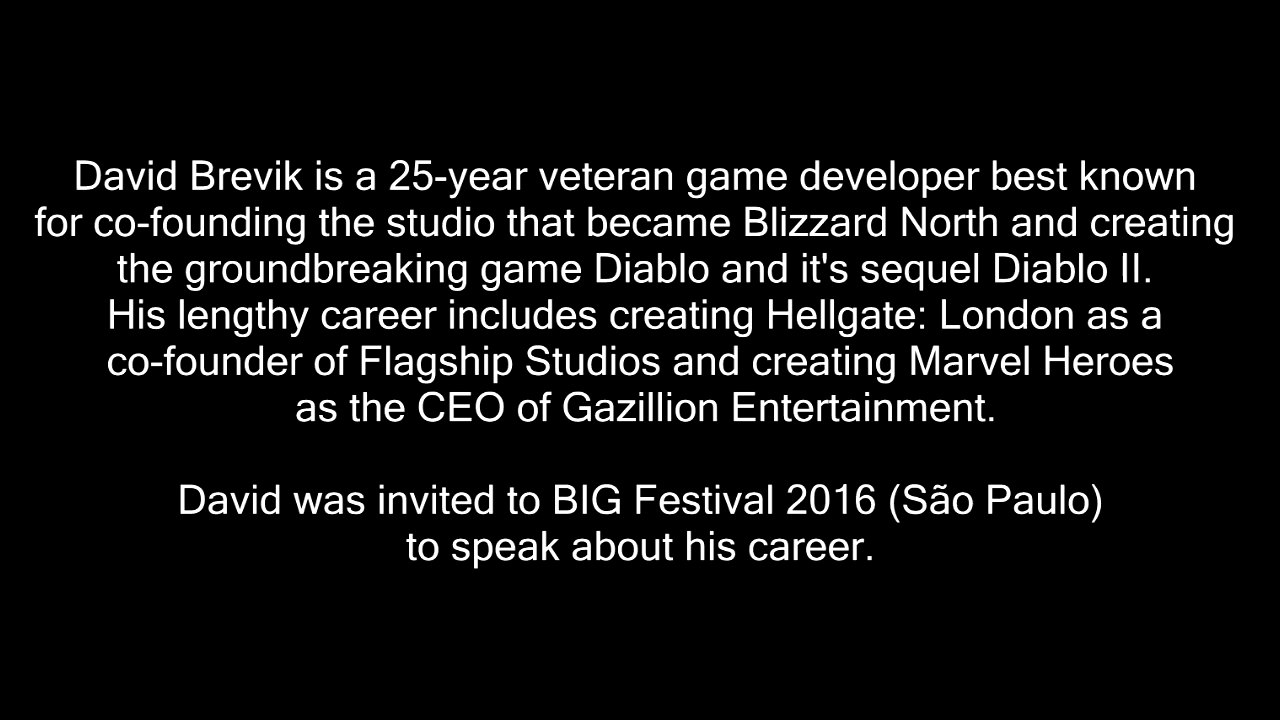 David Brevik is a 25-year veteran game developer best known
for co-founding the studio that became Blizzard North and creating
the groundbreaking game Diablo and it's sequel Diablo II.
His lengthy career includes creating Hellgate: London as a
co-founder of Flagship Studios and creating Marvel Heroes
as the CEO of Gazillion Entertainment.
David was invited to BIG Festival 2016 (São Paulo)
to speak about his career.